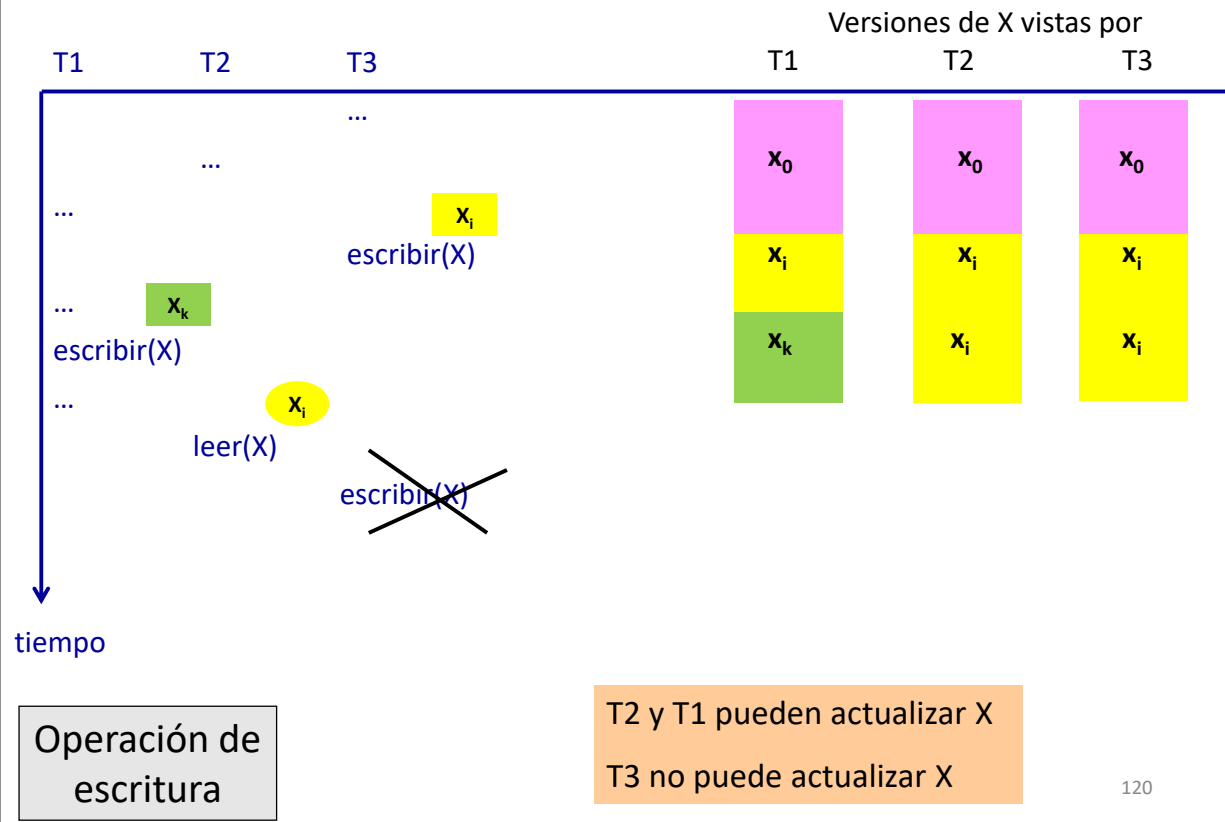 Versiones de X vistas por
T1 T2 T3 T1 T2 T3
...
...
x0 x0 x0
... Xi
escribir(X) xi xi xi
... Xk
escribir(X) xk xi xi
... Xi
leer(X)
escribir(X)
tiempo
Operación de
escritura
T2 y T1 pueden actualizar X
T3 no puede actualizar X
120